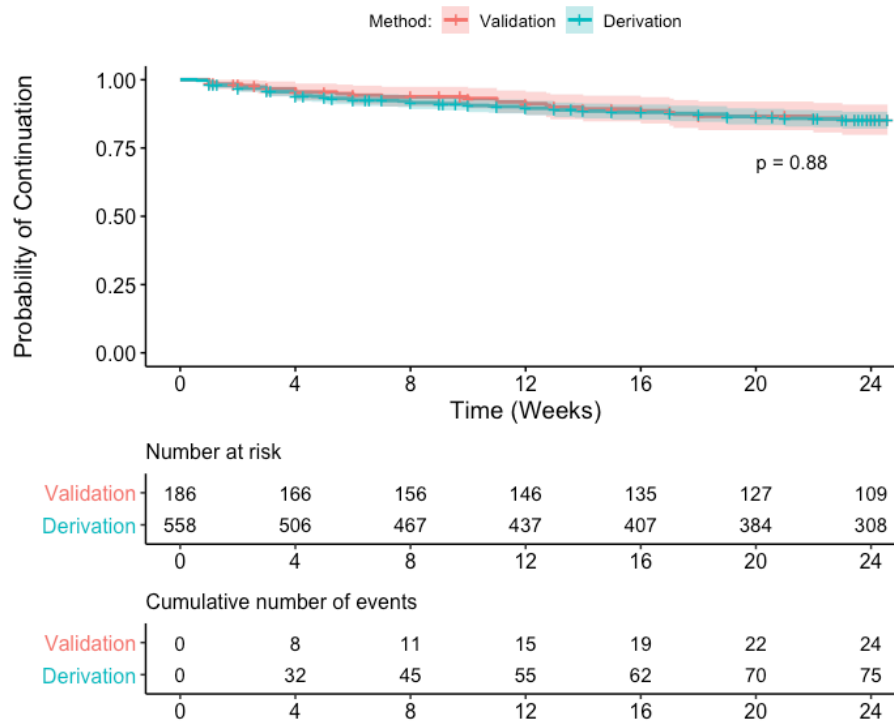 Method: Validation Derivation
Probability of Continuation
1.00
0.75
0.50
0.25
0.00
p = 0.88
0 4 8 12 16 20 24
Time (Weeks)
Number at risk
Validation 186 166 156 146 135 127 109
Derivation 558 506 467 437 407 384 308
0 4 8 12 16 20 24
Cumulative number of events
Validation 0 8 11 15 19 22 24
Derivation 0 32 45 55 62 70 75
0 4 8 12 16 20 24